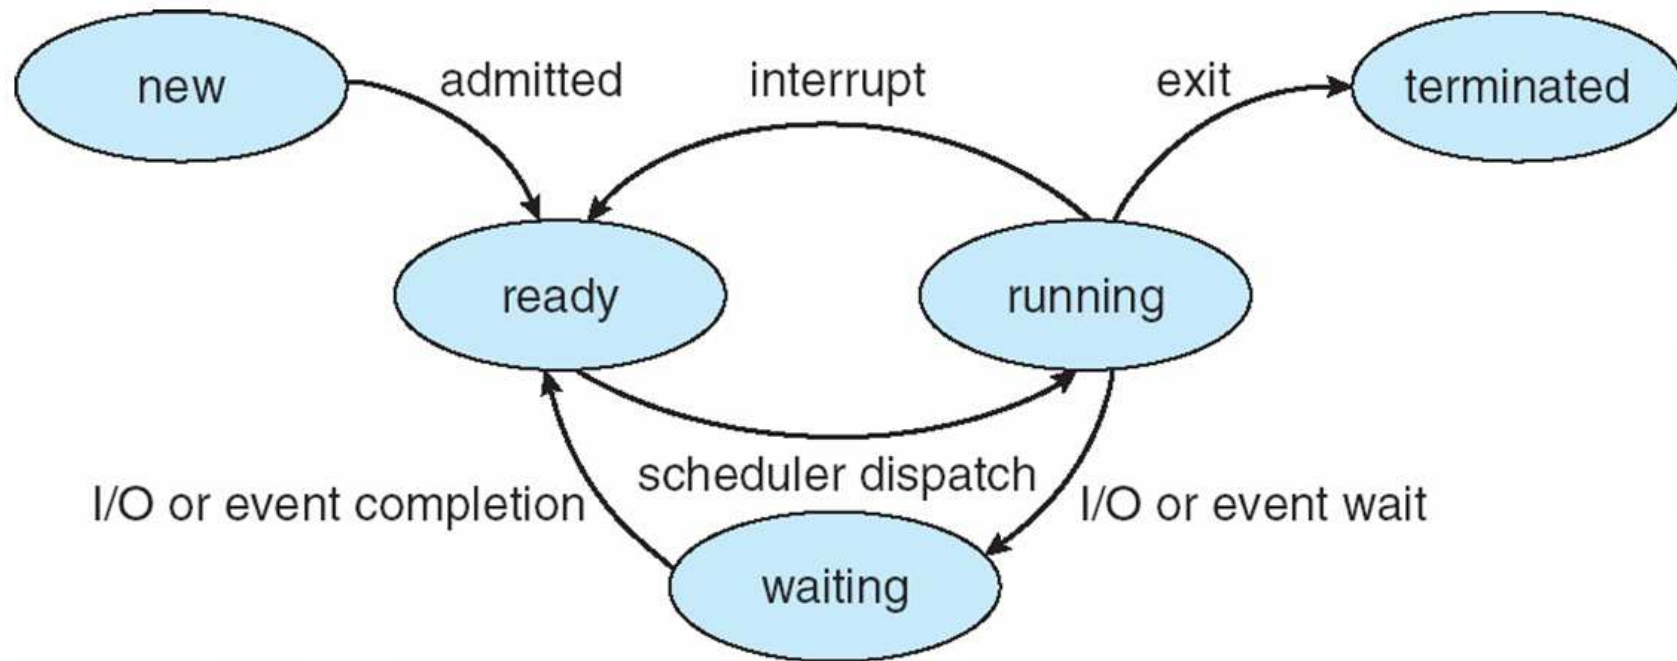 new
admitted
interrupt
exit
terminated
ready
running
scheduler dispatch
I/O or event completion
I/O or event wait
waiting